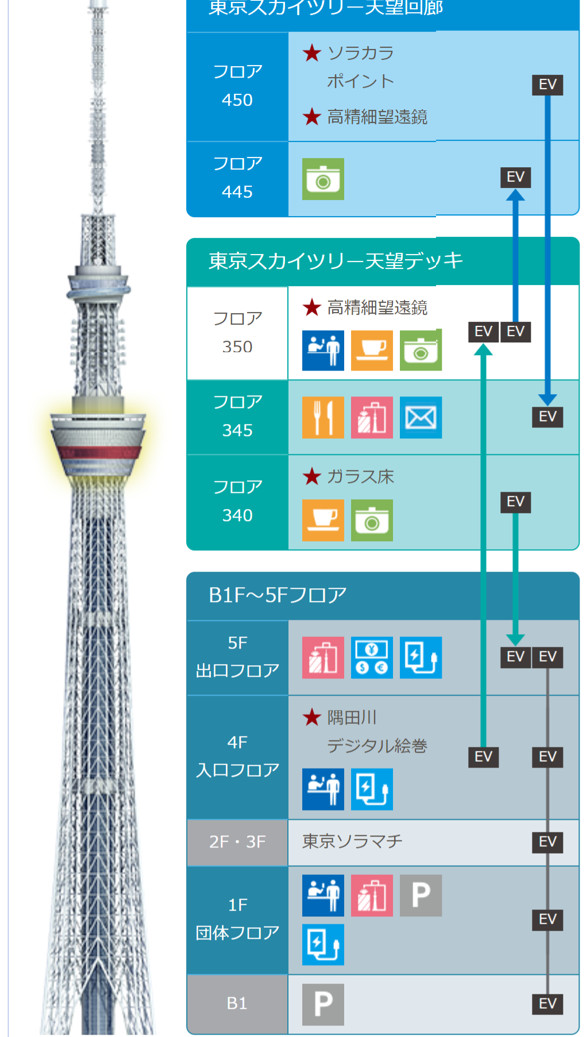 東京スカイツリー天望回廊
フロア
450
★ ソラカラ
ポイント
★ 高精細望遠鏡
EV
フロア
445
EV
東京スカイツリー天望デッキ
フロア
350
★ 高精細望遠鏡
EV EV
フロア
345
EV
フロア
340
★ ガラス床
EV
B1F～5Fフロア
5F
出口フロア
¥
$ €
EV EV
4F
入口フロア
★ 隅田川
デジタル絵巻
EV EV
2F・3F
東京ソラマチ
EV
1F
団体フロア
P
EV
B1
P
EV